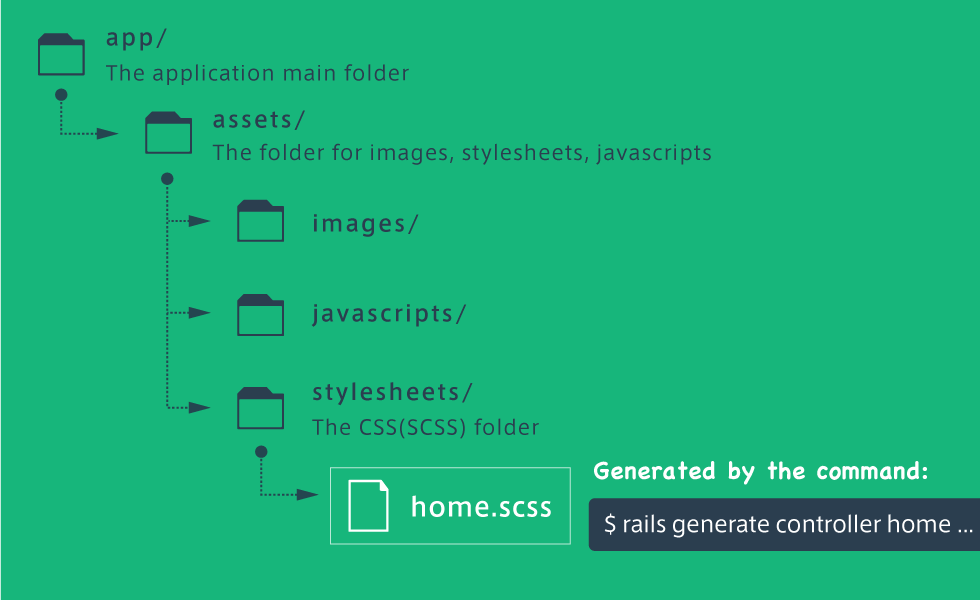 app/
The application main folder
assets/
The folder for images, stylesheets, javascripts
images/
javascripts/
stylesheets/
The CSS(SCSS) folder
home.scss
Generated by the command:
$ rails generate controller home ...